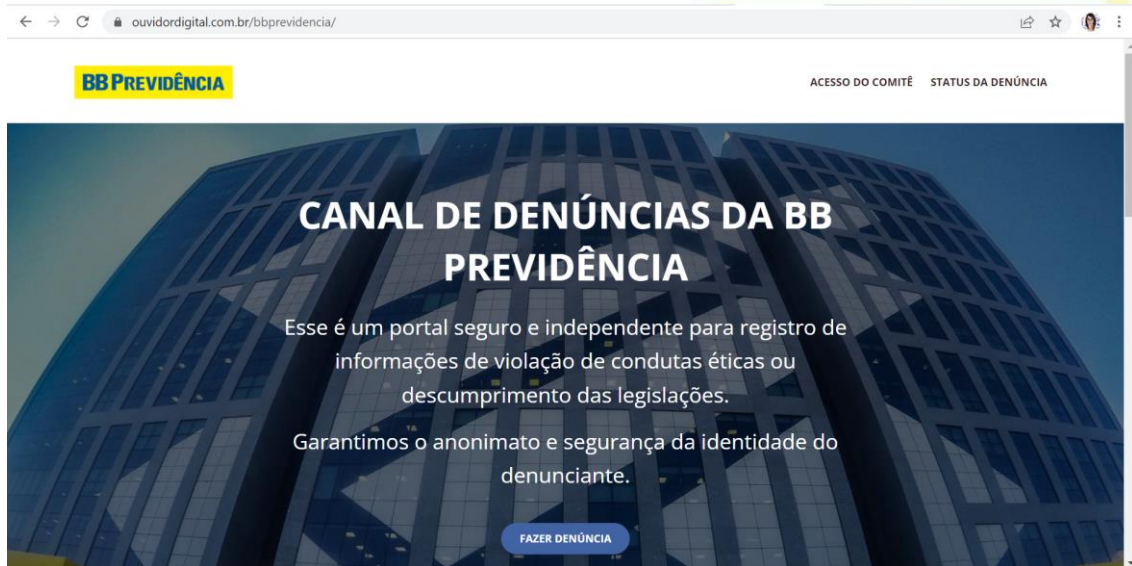 ouvidordigital.com.br/bbprevidencia/
BB PREVIDÊNCIA
ACESSO DO COMITÊ STATUS DA DENÚNCIA
CANAL DE DENÚNCIAS DA BB
PREVIDÊNCIA
Esse é um portal seguro e independente para registro de
informações de violação de condutas éticas ou
descumprimento das legislações.
Garantimos o anonimato e segurança da identidade do
denunciante.
FAZER DENÚNCIA